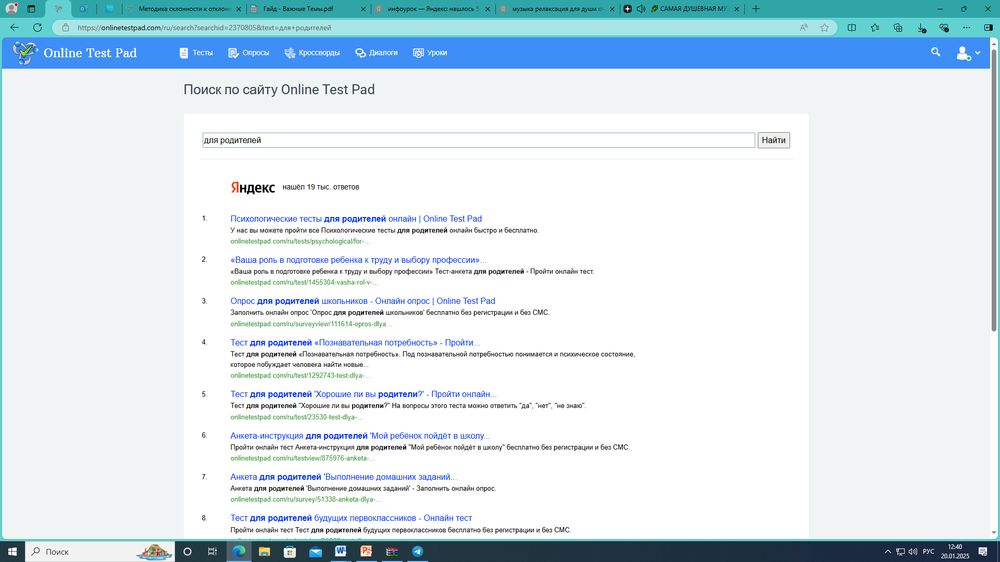 Методика склонности к отклоня
Гайд - Важные Темы.pdf
инфоурок — Яндекс: нашлось 5
музыка релаксация для души оч
САМАЯ ДУШЕВНАЯ МУЗ
https://onlinetestpad.com/ru/search?searchid=2370805&text=для+родителей
Online Test Pad
Тесты
Опросы
Кроссворды
Диалоги
Уроки
Поиск по сайту Online Test Pad
для родителей
Найти
Яндекс нашёл 19 тыс. ответов
1. Психологические тесты для родителей онлайн | Online Test Pad
У нас вы можете пройти все Психологические тесты для родителей онлайн быстро и бесплатно.
onlinetestpad.com/ru/tests/psychological/for-...
2. «Ваша роль в подготовке ребенка к труду и выбору профессии»...
«Ваша роль в подготовке ребенка к труду и выбору профессии» Тест-анкета для родителей - Пройти онлайн тест.
onlinetestpad.com/ru/test/1455304-vasha-rol-v-...
3. Опрос для родителей школьников - Онлайн опрос | Online Test Pad
Заполнить онлайн опрос 'Опрос для родителей школьников' бесплатно без регистрации и без СМС.
onlinetestpad.com/ru/surveyview/111614-opros-dlya...
4. Тест для родителей «Познавательная потребность» - Пройти...
Тест для родителей «Познавательная потребность». Под познавательной потребностью понимается и психическое состояние,
которое побуждает человека найти новые...
onlinetestpad.com/ru/test/1292743-test-dlya-...
5. Тест для родителей 'Хорошие ли вы родители?' - Пройти онлайн...
Тест для родителей "Хорошие ли вы родители?" На вопросы этого теста можно ответить "да", "нет", "не знаю".
onlinetestpad.com/ru/test/23530-test-dlya-...
6. Анкета-инструкция для родителей 'Мой ребёнок пойдёт в школу...
Пройти онлайн тест Анкета-инструкция для родителей "Мой ребёнок пойдёт в школу" бесплатно без регистрации и без СМС.
onlinetestpad.com/ru/testview/875976-anketa-...
7. Анкета для родителей 'Выполнение домашних заданий...
Анкета для родителей 'Выполнение домашних заданий' - Заполнить онлайн опрос.
onlinetestpad.com/ru/survey/51338-anketa-dlya-...
8. Тест для родителей будущих первоклассников - Онлайн тест
Пройти онлайн тест Тест для родителей будущих первоклассников бесплатно без регистрации и без СМС.
Поиск
РУС
12:40
20.01.2025